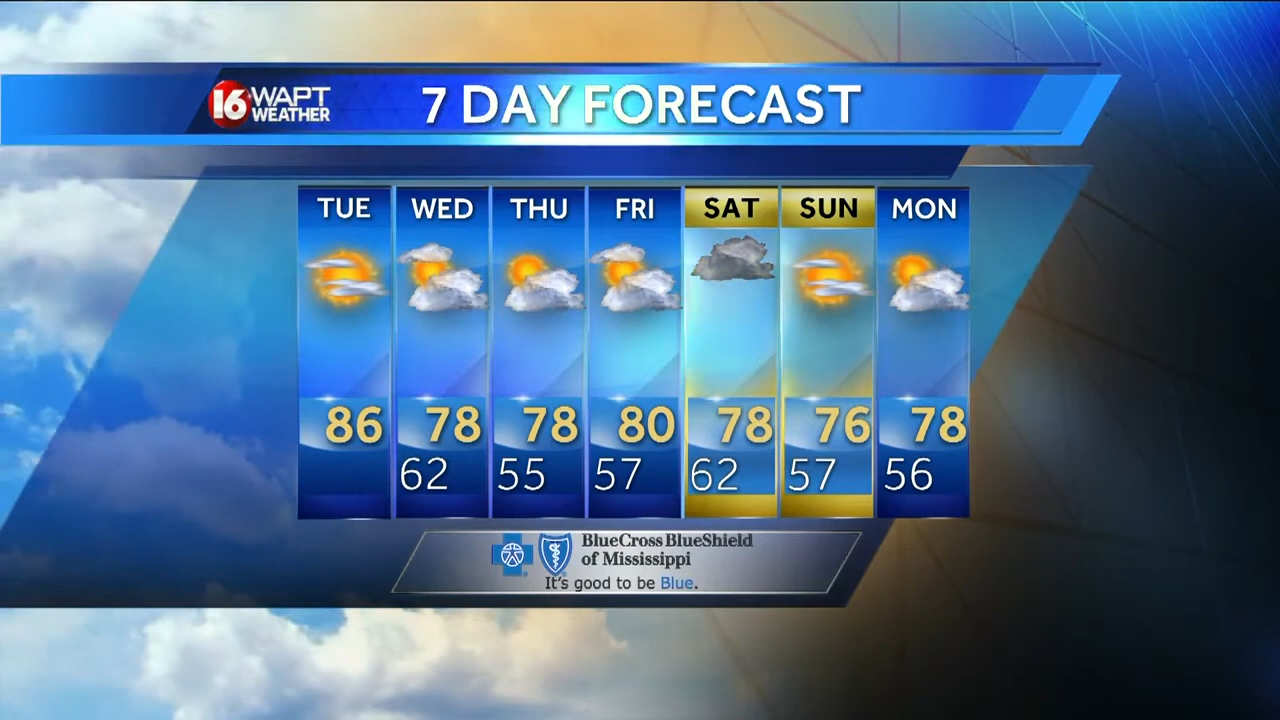 16 WAPT
WEATHER
7 DAY FORECAST
TUE WED THU FRI SAT SUN MON
86 78 78 80 78 76 78
62 55 57 62 57 56
BlueCross BlueShield
of Mississippi
It's good to be Blue.